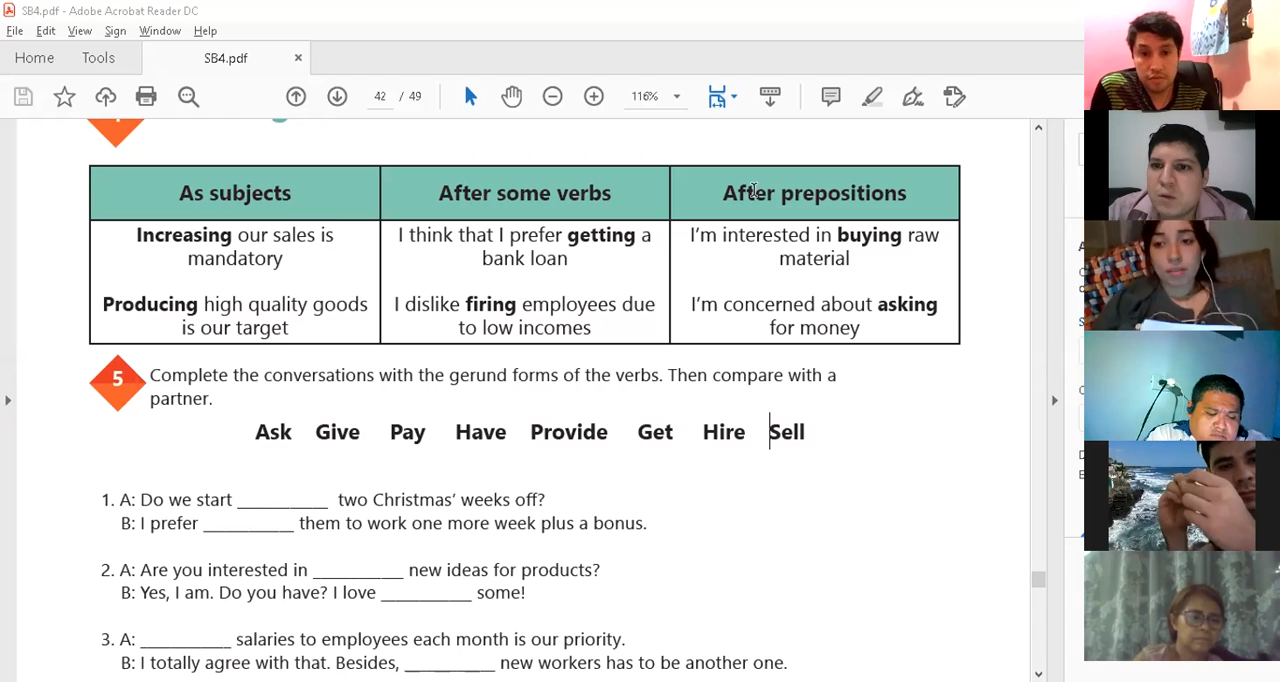 SB4.pdf - Adobe Acrobat Reader DC
File Edit View Sign Window Help
Home Tools SB4.pdf ×
42 / 49 116%
As subjects After some verbs After prepositions
Increasing our sales is
mandatory
Producing high quality goods
is our target
I think that I prefer getting a
bank loan
I dislike firing employees due
to low incomes
I'm interested in buying raw
material
I'm concerned about asking
for money
5 Complete the conversations with the gerund forms of the verbs. Then compare with a
partner.
Ask Give Pay Have Provide Get Hire Sell
1. A: Do we start __________ two Christmas' weeks off?
B: I prefer __________ them to work one more week plus a bonus.
2. A: Are you interested in __________ new ideas for products?
B: Yes, I am. Do you have? I love __________ some!
3. A: __________ salaries to employees each month is our priority.
B: I totally agree with that. Besides, __________ new workers has to be another one.